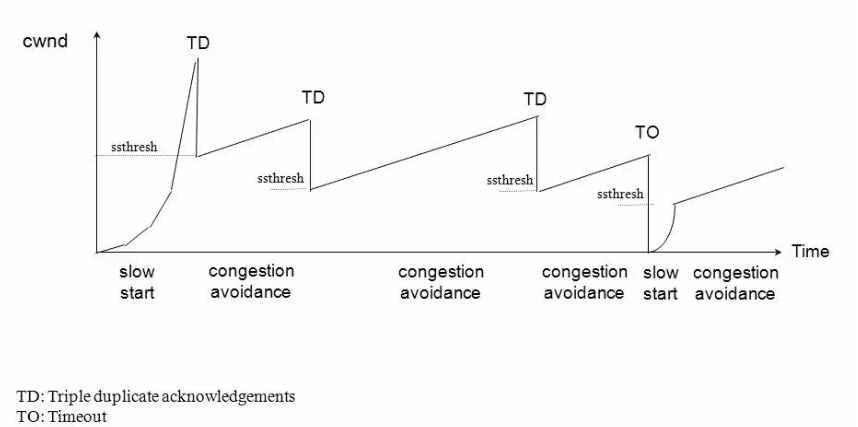 cwnd
TD
TD
TD
TO
ssthresh
ssthresh
ssthresh
ssthresh
Time
slow
start
congestion
avoidance
congestion
avoidance
congestion
avoidance
slow
start
congestion
avoidance
TD: Triple duplicate acknowledgements
TO: Timeout